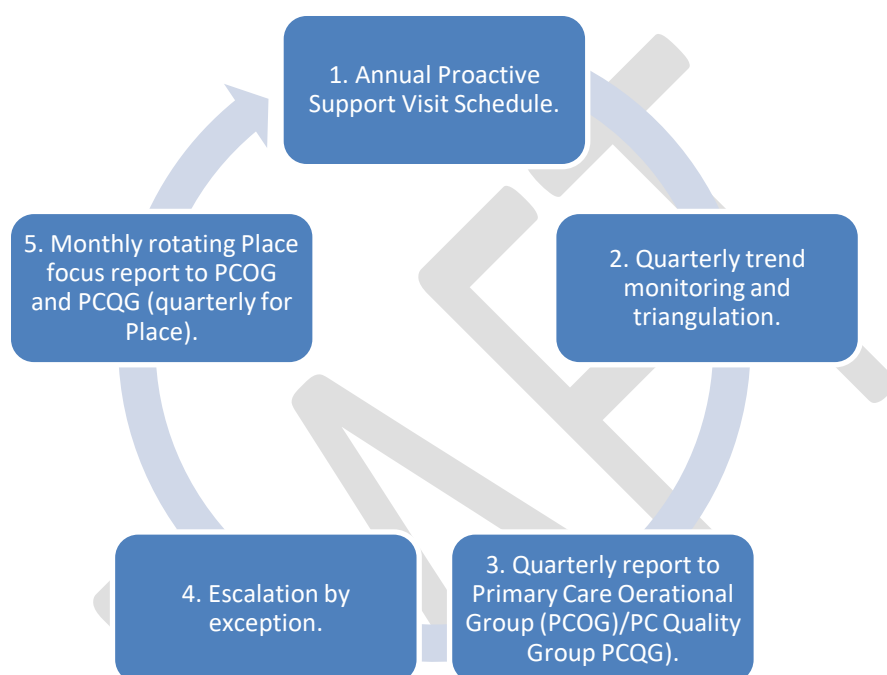 1. Annual Proactive
Support Visit Schedule.
2. Quarterly trend
monitoring and
triangulation.
3. Quarterly report to
Primary Care Oerational
Group (PCOG)/PC Quality
Group PCQG).
4. Escalation by
exception.
5. Monthly rotating Place
focus report to PCOG
and PCQG (quarterly for
Place).